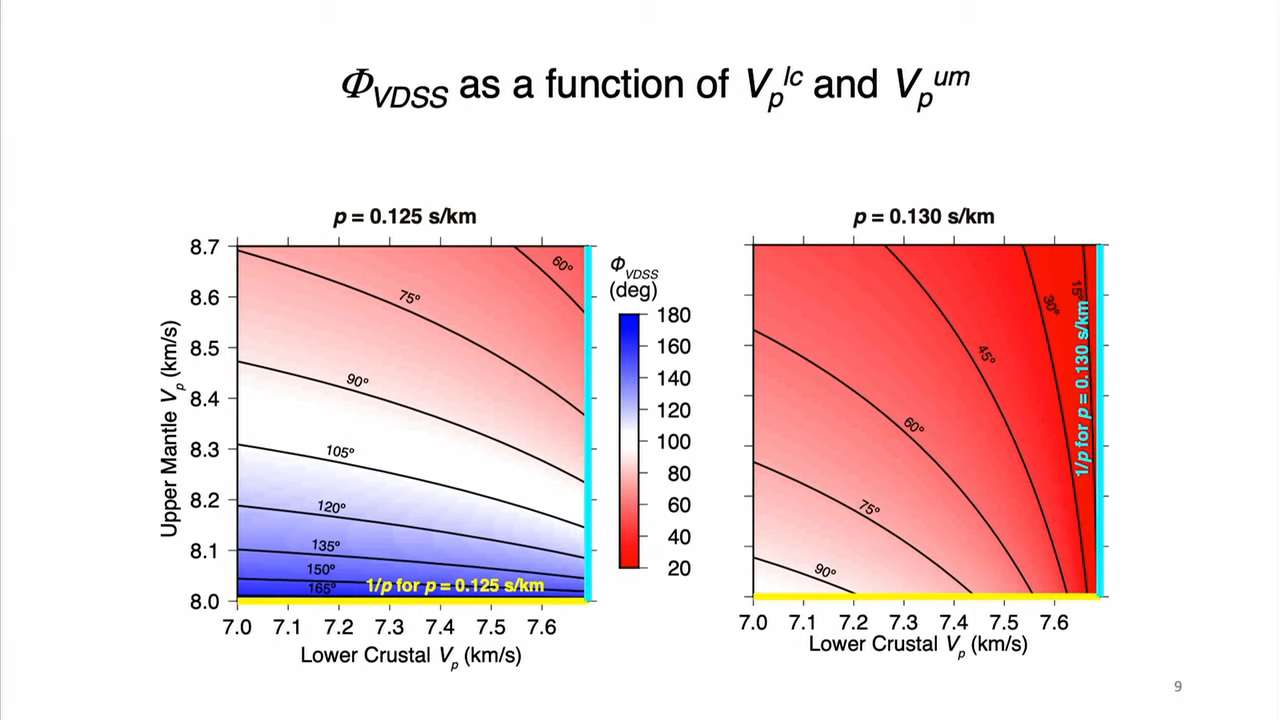 Φ_VDSS as a function of V_p^lc and V_p^um
p = 0.125 s/km
p = 0.130 s/km
8.7
8.6
8.5
8.4
8.3
8.2
8.1
8.0
Upper Mantle V_p (km/s)
60°
75°
90°
105°
120°
135°
150°
165°
1/p for p = 0.125 s/km
7.0 7.1 7.2 7.3 7.4 7.5 7.6
Lower Crustal V_p (km/s)
Φ_VDSS
(deg)
180
160
140
120
100
80
60
40
20
15°
30°
45°
60°
75°
90°
1/p for p = 0.130 s/km
7.0 7.1 7.2 7.3 7.4 7.5 7.6
Lower Crustal V_p (km/s)
9